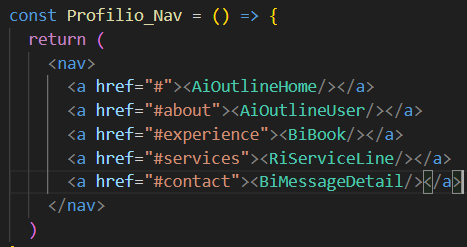 const Profilio_Nav = () => {
return (
<nav>
<a href="#"><AiOutlineHome/></a>
<a href="#about"><AiOutlineUser/></a>
<a href="#experience"><BiBook/></a>
<a href="#services"><RiServiceLine/></a>
<a href="#contact"><BiMessageDetail/></a>
</nav>
)